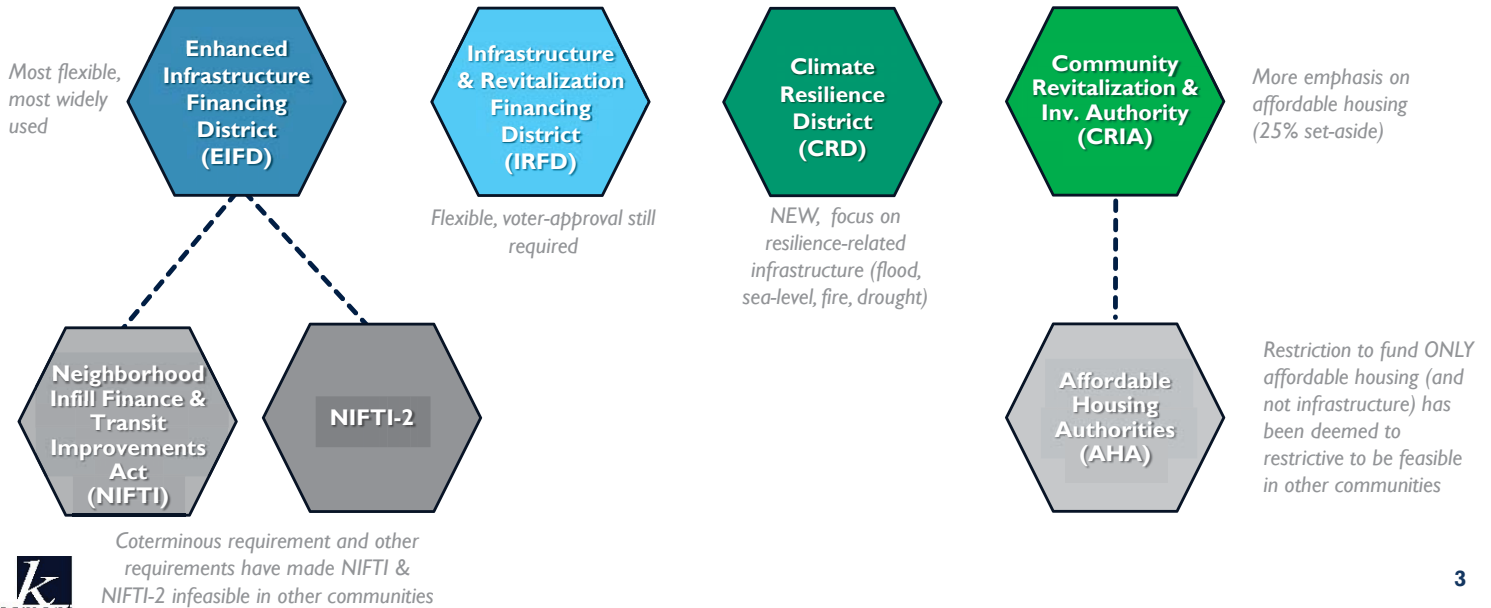 Most flexible,
most widely
used
Enhanced
Infrastructure
Financing
District
(EIFD)
Infrastructure
& Revitalization
Financing
District
(IRFD)
Flexible, voter-approval still
required
Climate
Resilience
District
(CRD)
NEW, focus on
resilience-related
infrastructure (flood,
sea-level, fire, drought)
Community
Revitalization &
Inv. Authority
(CRIA)
More emphasis on
affordable housing
(25% set-aside)
Neighborhood
Infill Finance &
Transit
Improvements
Act
(NIFTI)
NIFTI-2
Coterminous requirement and other
requirements have made NIFTI &
NIFTI-2 infeasible in other communities
Affordable
Housing
Authorities
(AHA)
Restriction to fund ONLY
affordable housing (and
not infrastructure) has
been deemed to
restrictive to be feasible
in other communities
k
3